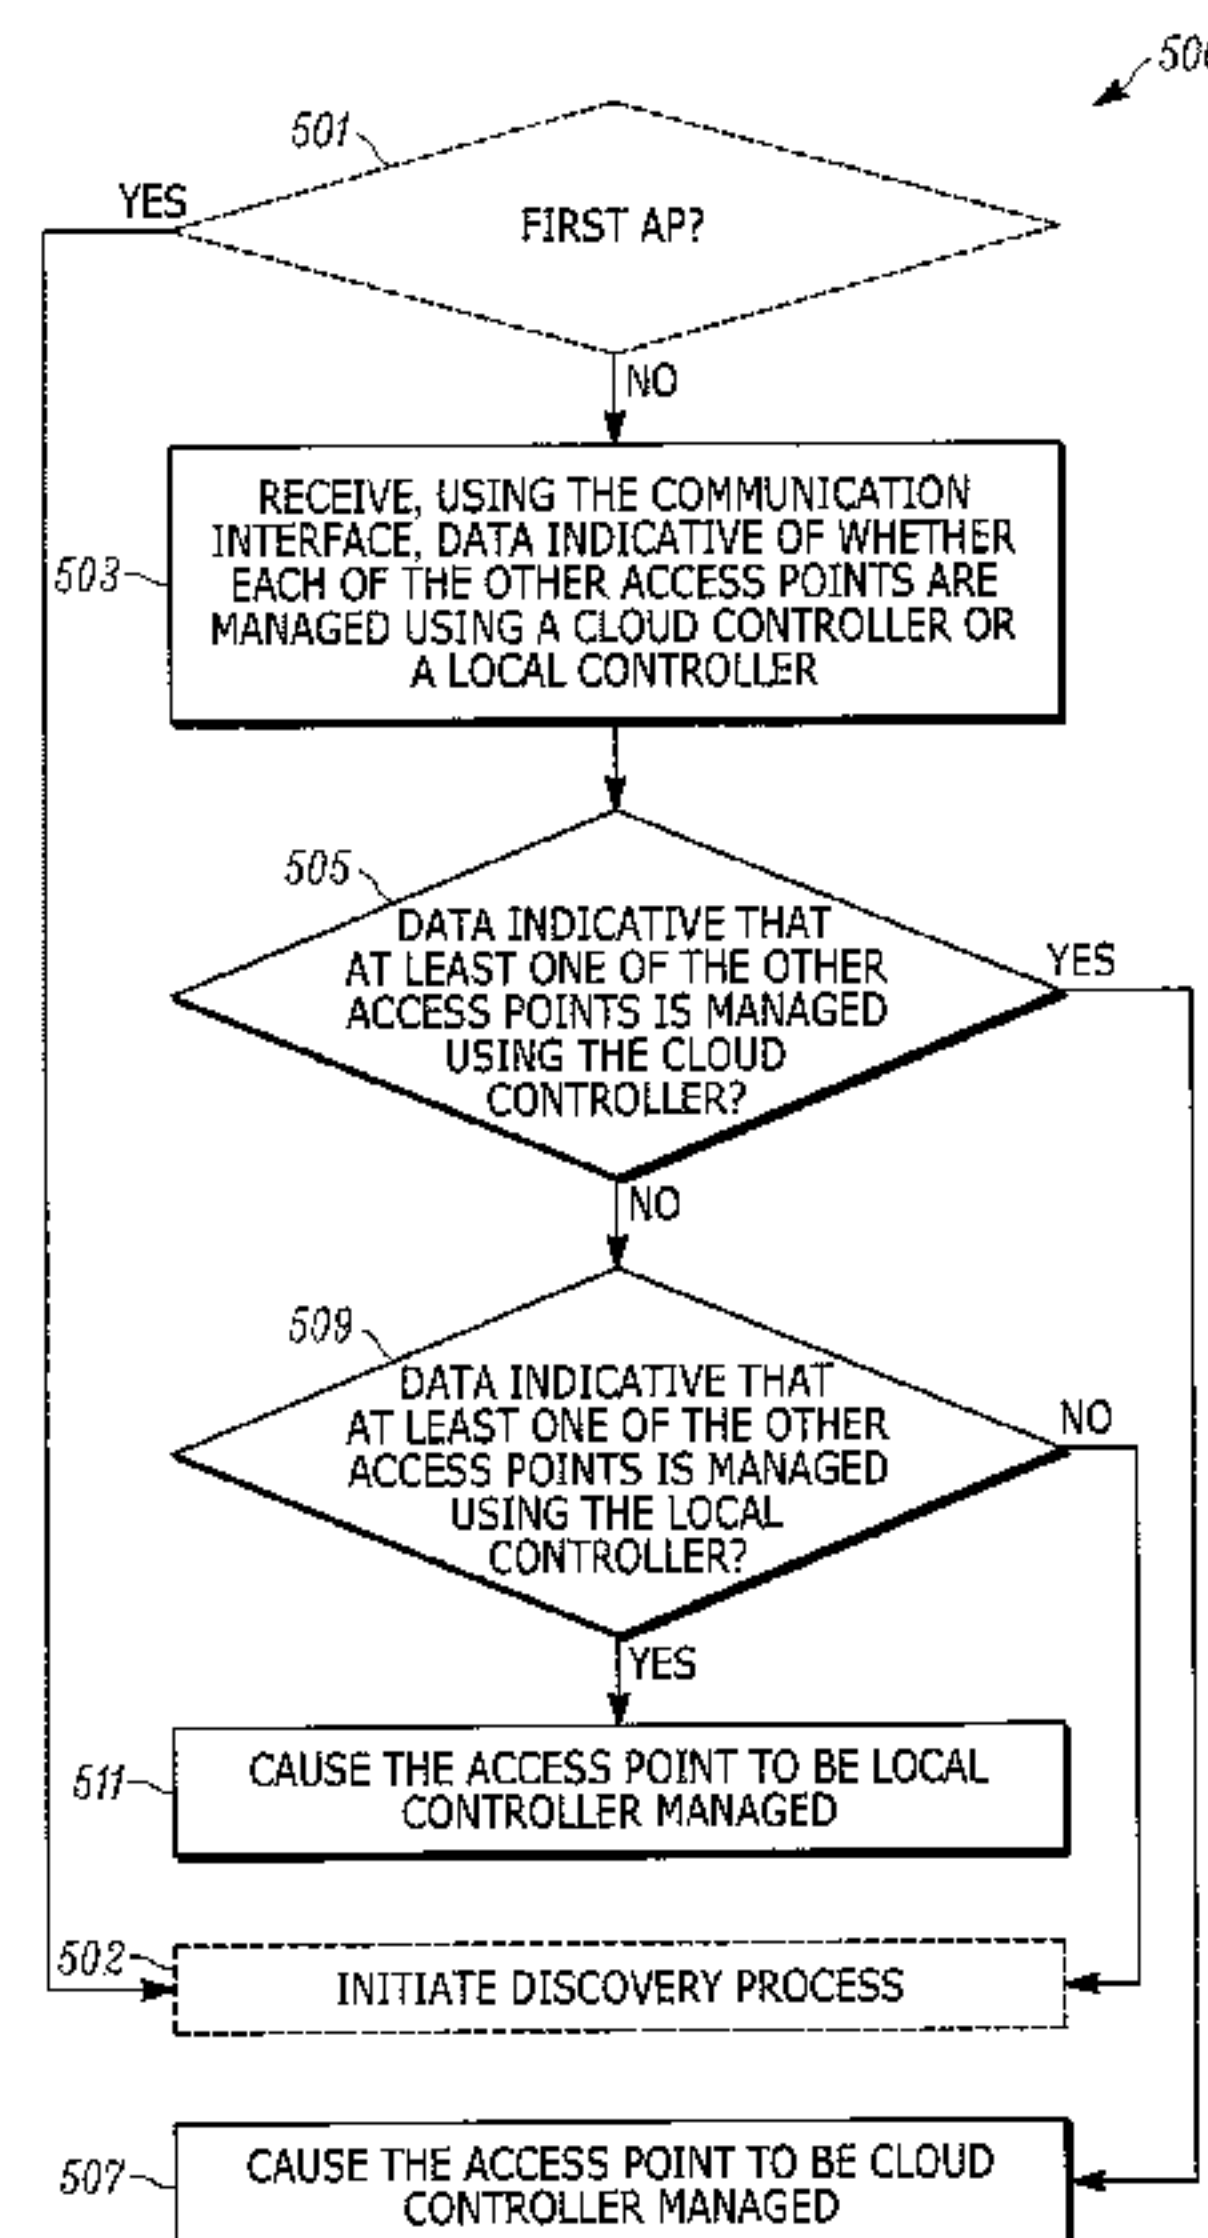 501
YES
FIRST AP?
NO
RECEIVE, USING THE COMMUNICATION
INTERFACE, DATA INDICATIVE OF WHETHER
EACH OF THE OTHER ACCESS POINTS ARE
MANAGED USING A CLOUD CONTROLLER OR
A LOCAL CONTROLLER
503
505
DATA INDICATIVE THAT
AT LEAST ONE OF THE OTHER
ACCESS POINTS IS MANAGED
USING THE CLOUD
CONTROLLER?
YES
NO
509
DATA INDICATIVE THAT
AT LEAST ONE OF THE OTHER
ACCESS POINTS IS MANAGED
USING THE LOCAL
CONTROLLER?
NO
YES
511
CAUSE THE ACCESS POINT TO BE LOCAL
CONTROLLER MANAGED
502
INITIATE DISCOVERY PROCESS
507
CAUSE THE ACCESS POINT TO BE CLOUD
CONTROLLER MANAGED